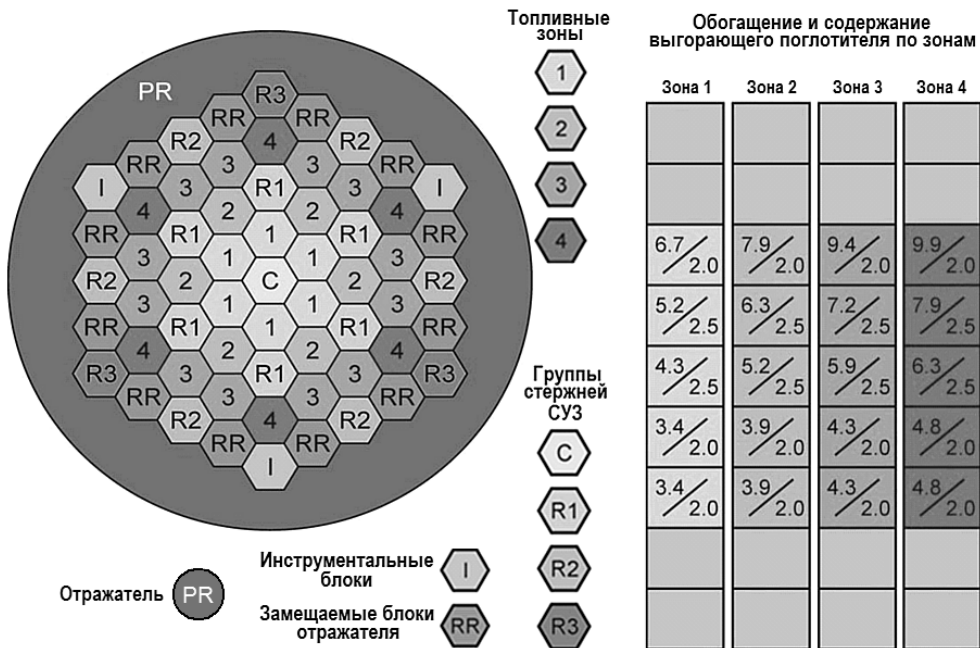 PR
R3
RR RR
R2 4 R2
RR 3 3 RR
I 3 R1 3 I
4 2 2 4
RR R1 1 R1 RR
3 1 1 3
R2 2 C 2 R2
3 1 1 3
RR R1 1 R1 RR
4 2 2 4
R3 3 R1 3 R3
RR 3 3 RR
R2 4 R2
RR RR
I
Отражатель PR
Инструментальные
блоки
I
Замещаемые блоки
отражателя
RR
Топливные
зоны
1
2
3
4
Группы
стержней
СУЗ
C
R1
R2
R3
Обогащение и содержание
выгорающего поглотителя по зонам
Зона 1 Зона 2 Зона 3 Зона 4
6.7/2.0 7.9/2.0 9.4/2.0 9.9/2.0
5.2/2.5 6.3/2.5 7.2/2.5 7.9/2.5
4.3/2.5 5.2/2.5 5.9/2.5 6.3/2.5
3.4/2.0 3.9/2.0 4.3/2.0 4.8/2.0
3.4/2.0 3.9/2.0 4.3/2.0 4.8/2.0